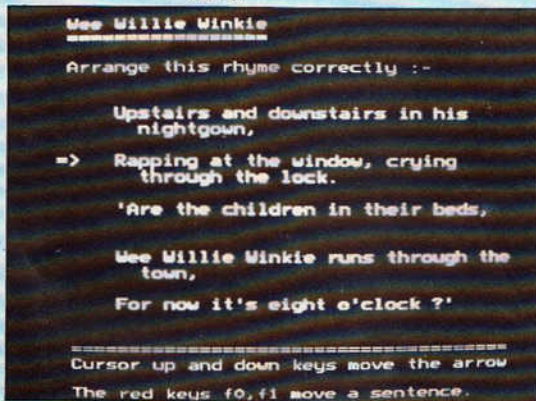 Wee Willie Winkie
Arrange this rhyme correctly :-
Upstairs and downstairs in his
nightgown,
=> Rapping at the window, crying
through the lock.
'Are the children in their beds,
Wee Willie Winkie runs through the
town,
For now it's eight o'clock ?'
Cursor up and down keys move the arrow
The red keys f0,f1 move a sentence.